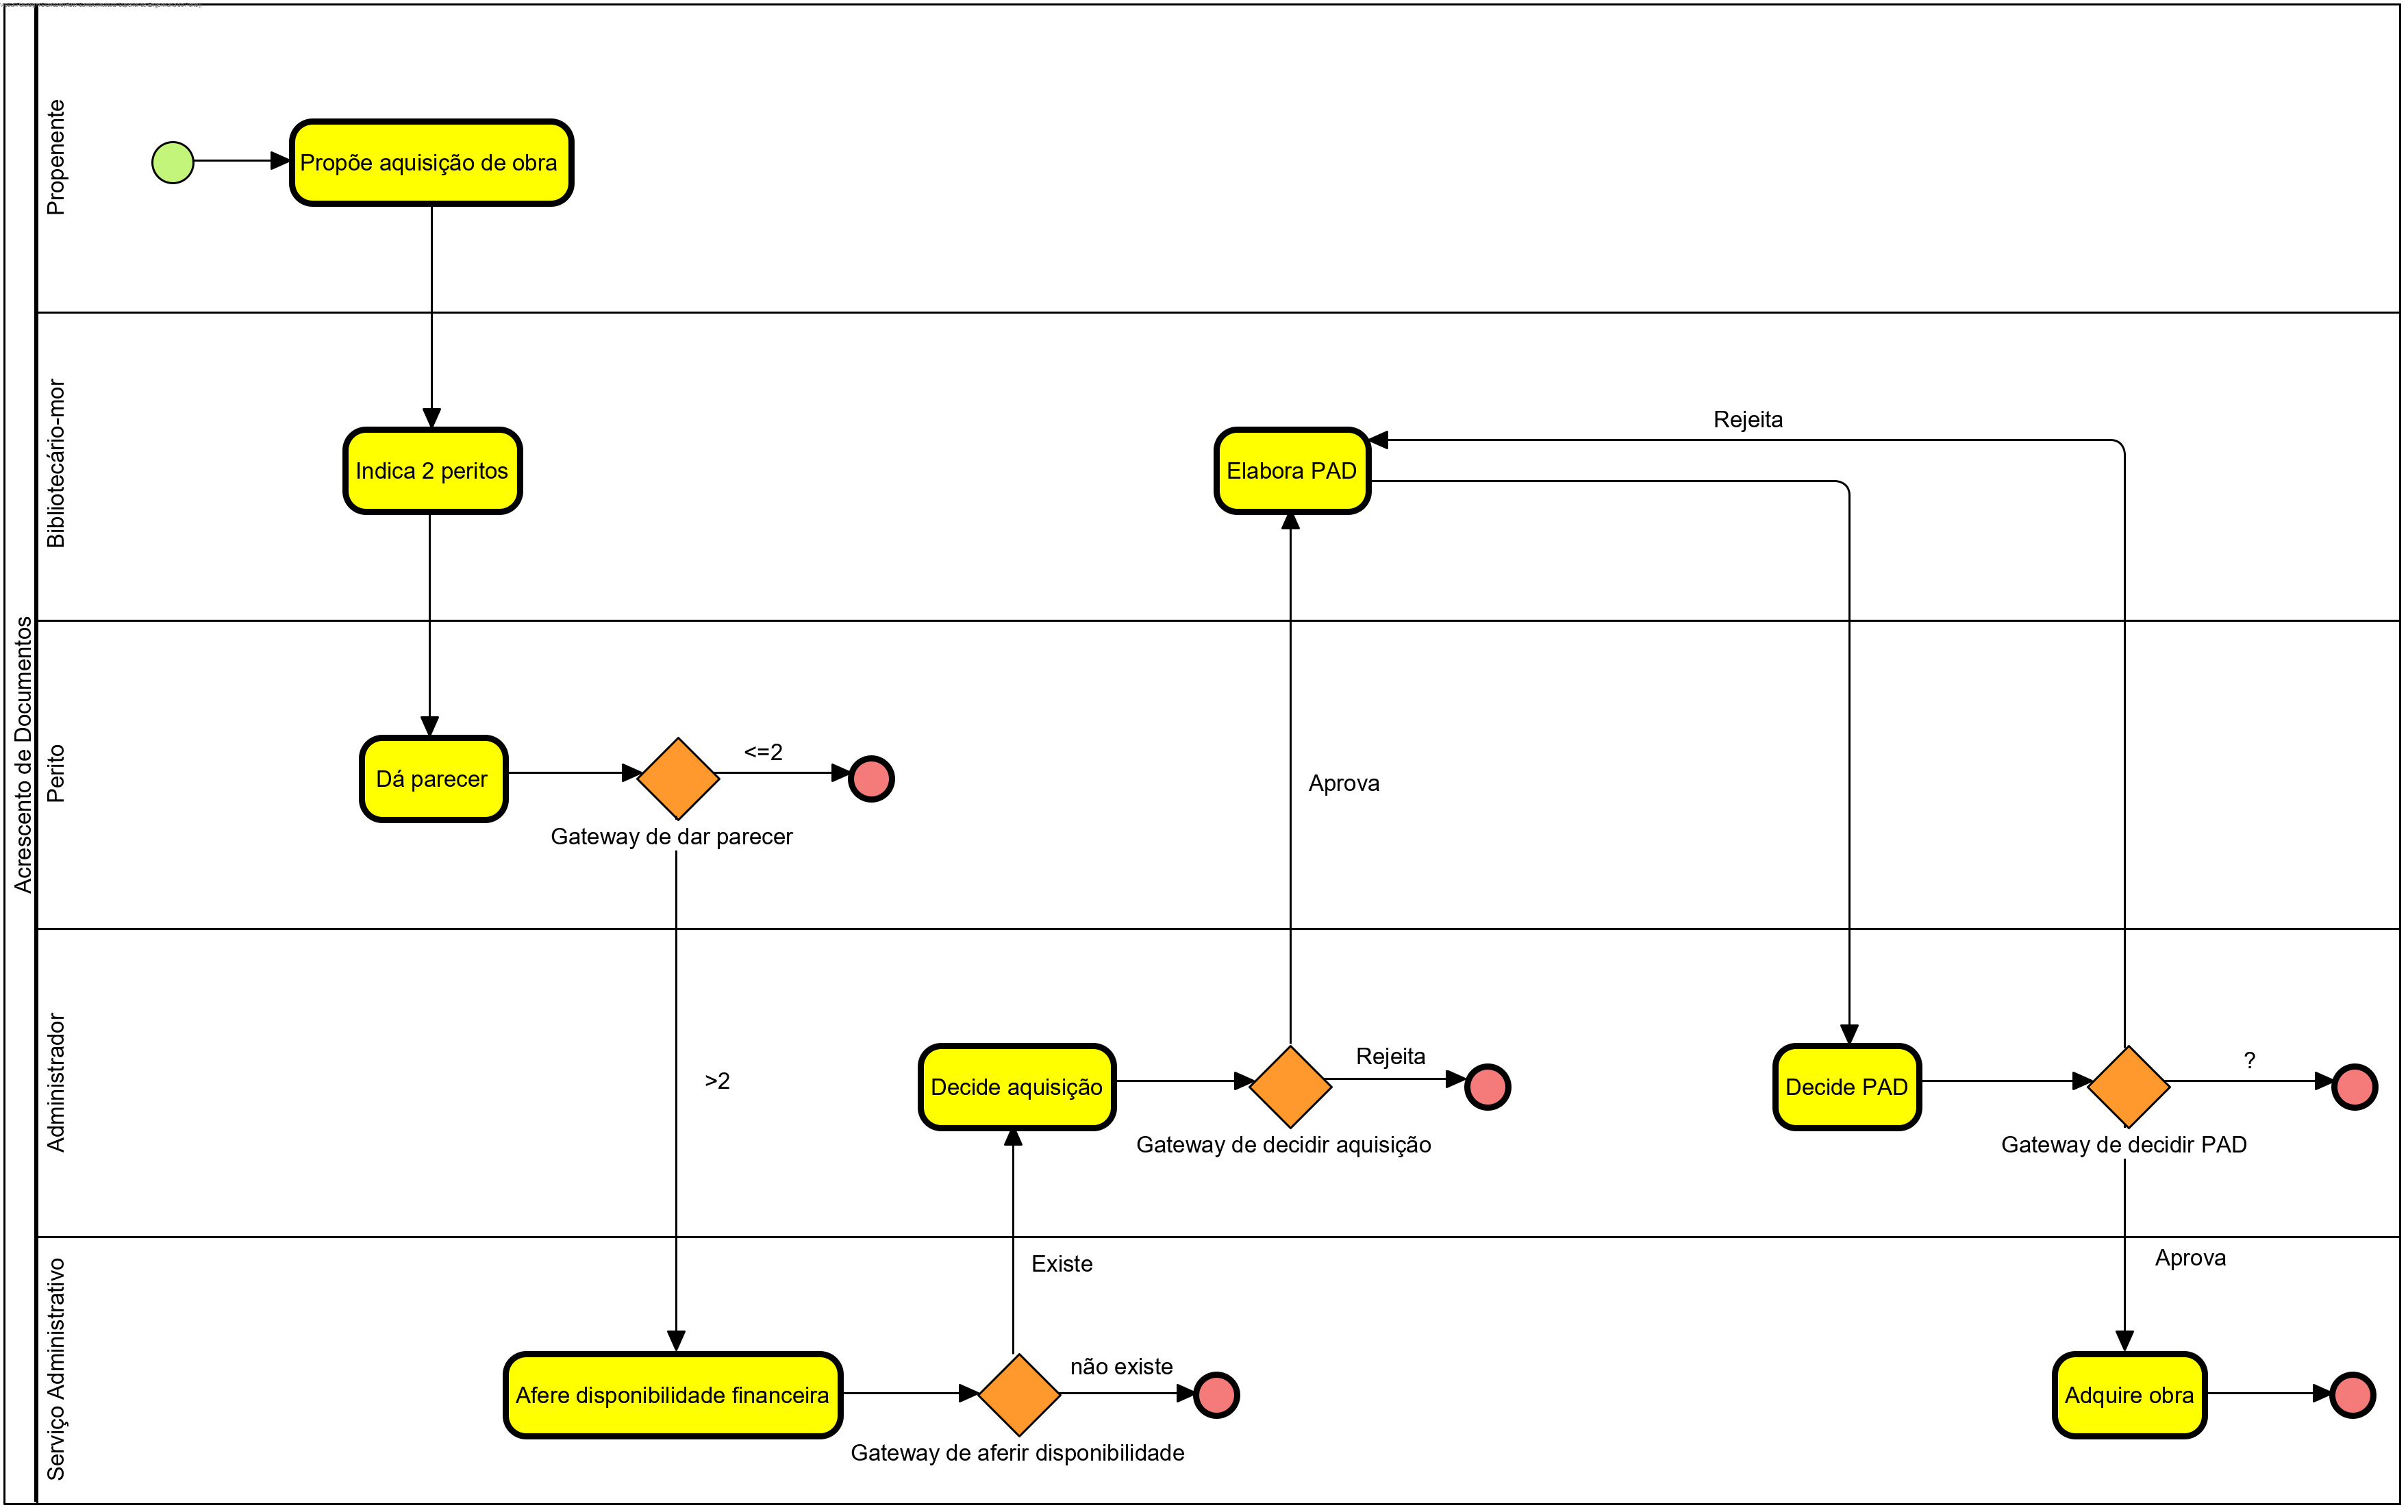 Acrescento de Documentos
Propenente
Propõe aquisição de obra
Bibliotecário-mor
Indica 2 peritos
Elabora PAD
Rejeita
Perito
Dá parecer
<=2
Gateway de dar parecer
Aprova
Administrador
>2
Decide aquisição
Rejeita
Gateway de decidir aquisição
Decide PAD
?
Gateway de decidir PAD
Serviço Administrativo
Existe
Aprova
Afere disponibilidade financeira
não existe
Gateway de aferir disponibilidade
Adquire obra